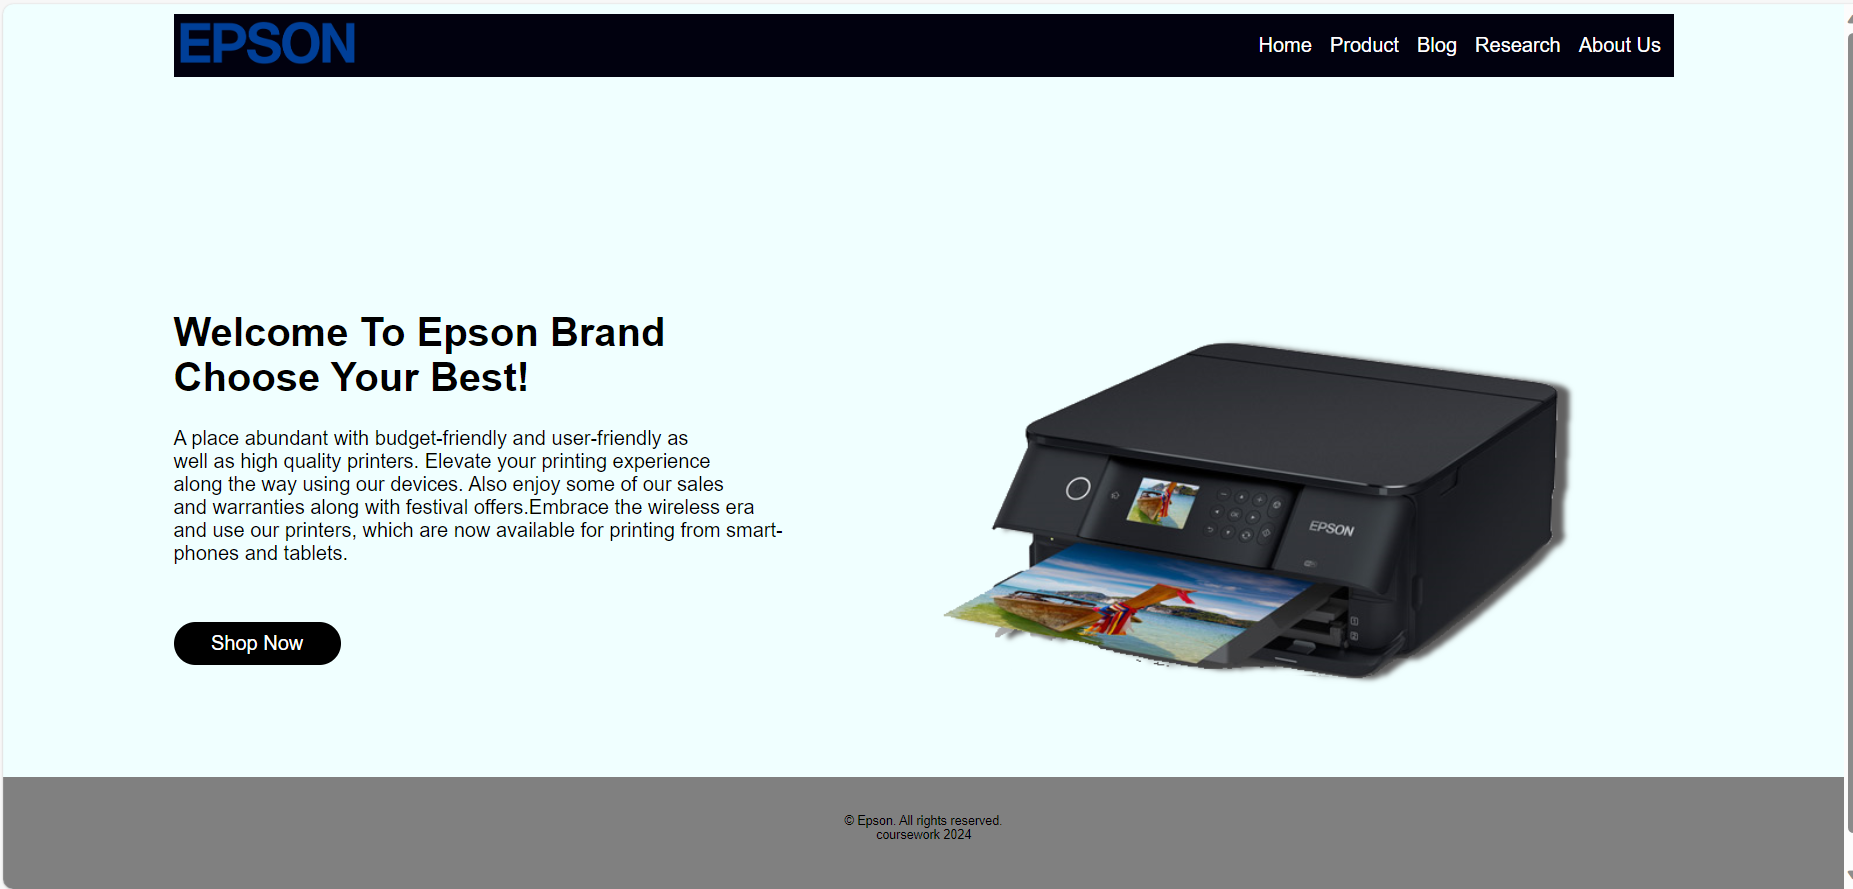 EPSON
Home Product Blog Research About Us
Welcome To Epson Brand
Choose Your Best!
A place abundant with budget-friendly and user-friendly as
well as high quality printers. Elevate your printing experience
along the way using our devices. Also enjoy some of our sales
and warranties along with festival offers.Embrace the wireless era
and use our printers, which are now available for printing from smart-
phones and tablets.
Shop Now
OK
EPSON
1
2
© Epson. All rights reserved.
coursework 2024